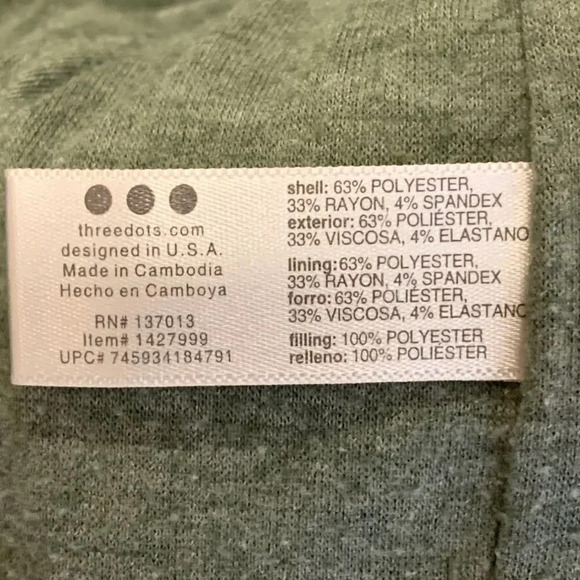 threedots.com
designed in U.S.A.
Made in Cambodia
Hecho en Camboya
RN# 137013
Item# 1427999
UPC# 745934184791
shell: 63% POLYESTER,
33% RAYON, 4% SPANDEX
exterior: 63% POLIÉSTER,
33% VISCOSA, 4% ELASTANO
lining: 63% POLYESTER,
33% RAYON, 4% SPANDEX
forro: 63% POLIÉSTER,
33% VISCOSA, 4% ELASTANO
filling: 100% POLYESTER
relleno: 100% POLIÉSTER